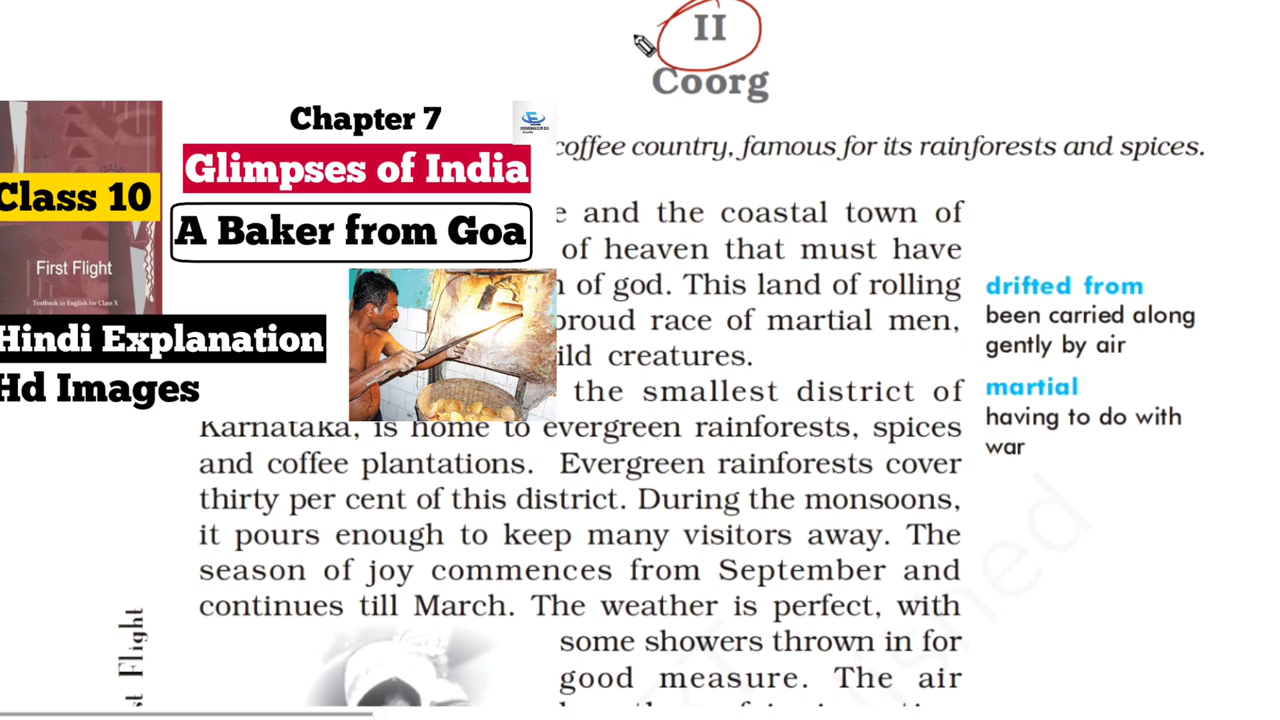 II
Coorg
Chapter 7
Glimpses of India
A Baker from Goa
Class 10
First Flight
Textbook in English for Class X
Hindi Explanation
Hd Images
coffee country, famous for its rainforests and spices.
and the coastal town of
of heaven that must have
of god. This land of rolling
proud race of martial men,
creatures.
the smallest district of
Karnataka, is home to evergreen rainforests, spices
and coffee plantations. Evergreen rainforests cover
thirty per cent of this district. During the monsoons,
it pours enough to keep many visitors away. The
season of joy commences from September and
continues till March. The weather is perfect, with
some showers thrown in for
good measure. The air
drifted from
been carried along
gently by air
martial
having to do with
war
Flight